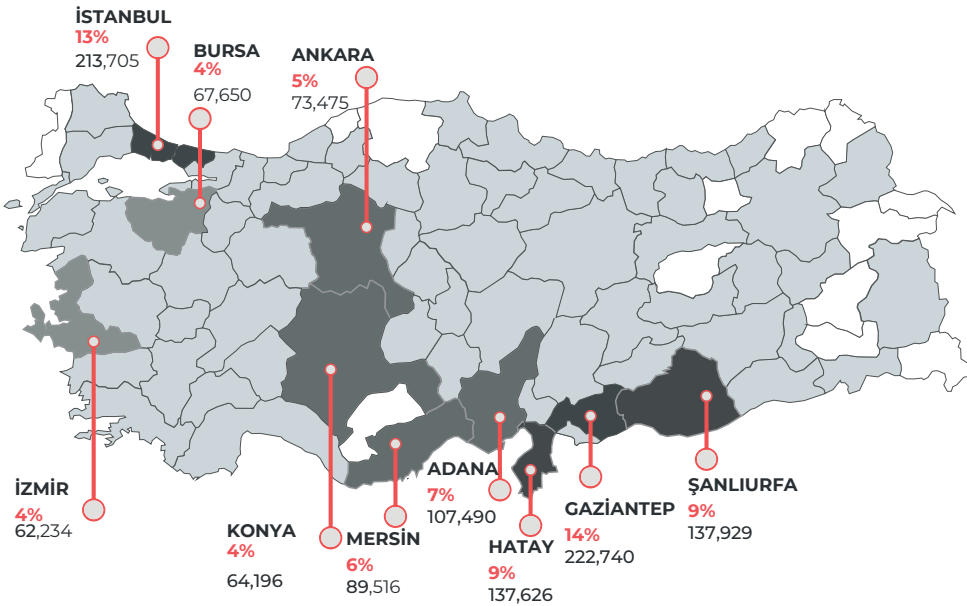 İSTANBUL
13%
213,705
BURSA
4%
67,650
ANKARA
5%
73,475
İZMİR
4%
62,234
KONYA
4%
64,196
MERSİN
6%
89,516
ADANA
7%
107,490
HATAY
9%
137,626
GAZİANTEP
14%
222,740
ŞANLIURFA
9%
137,929